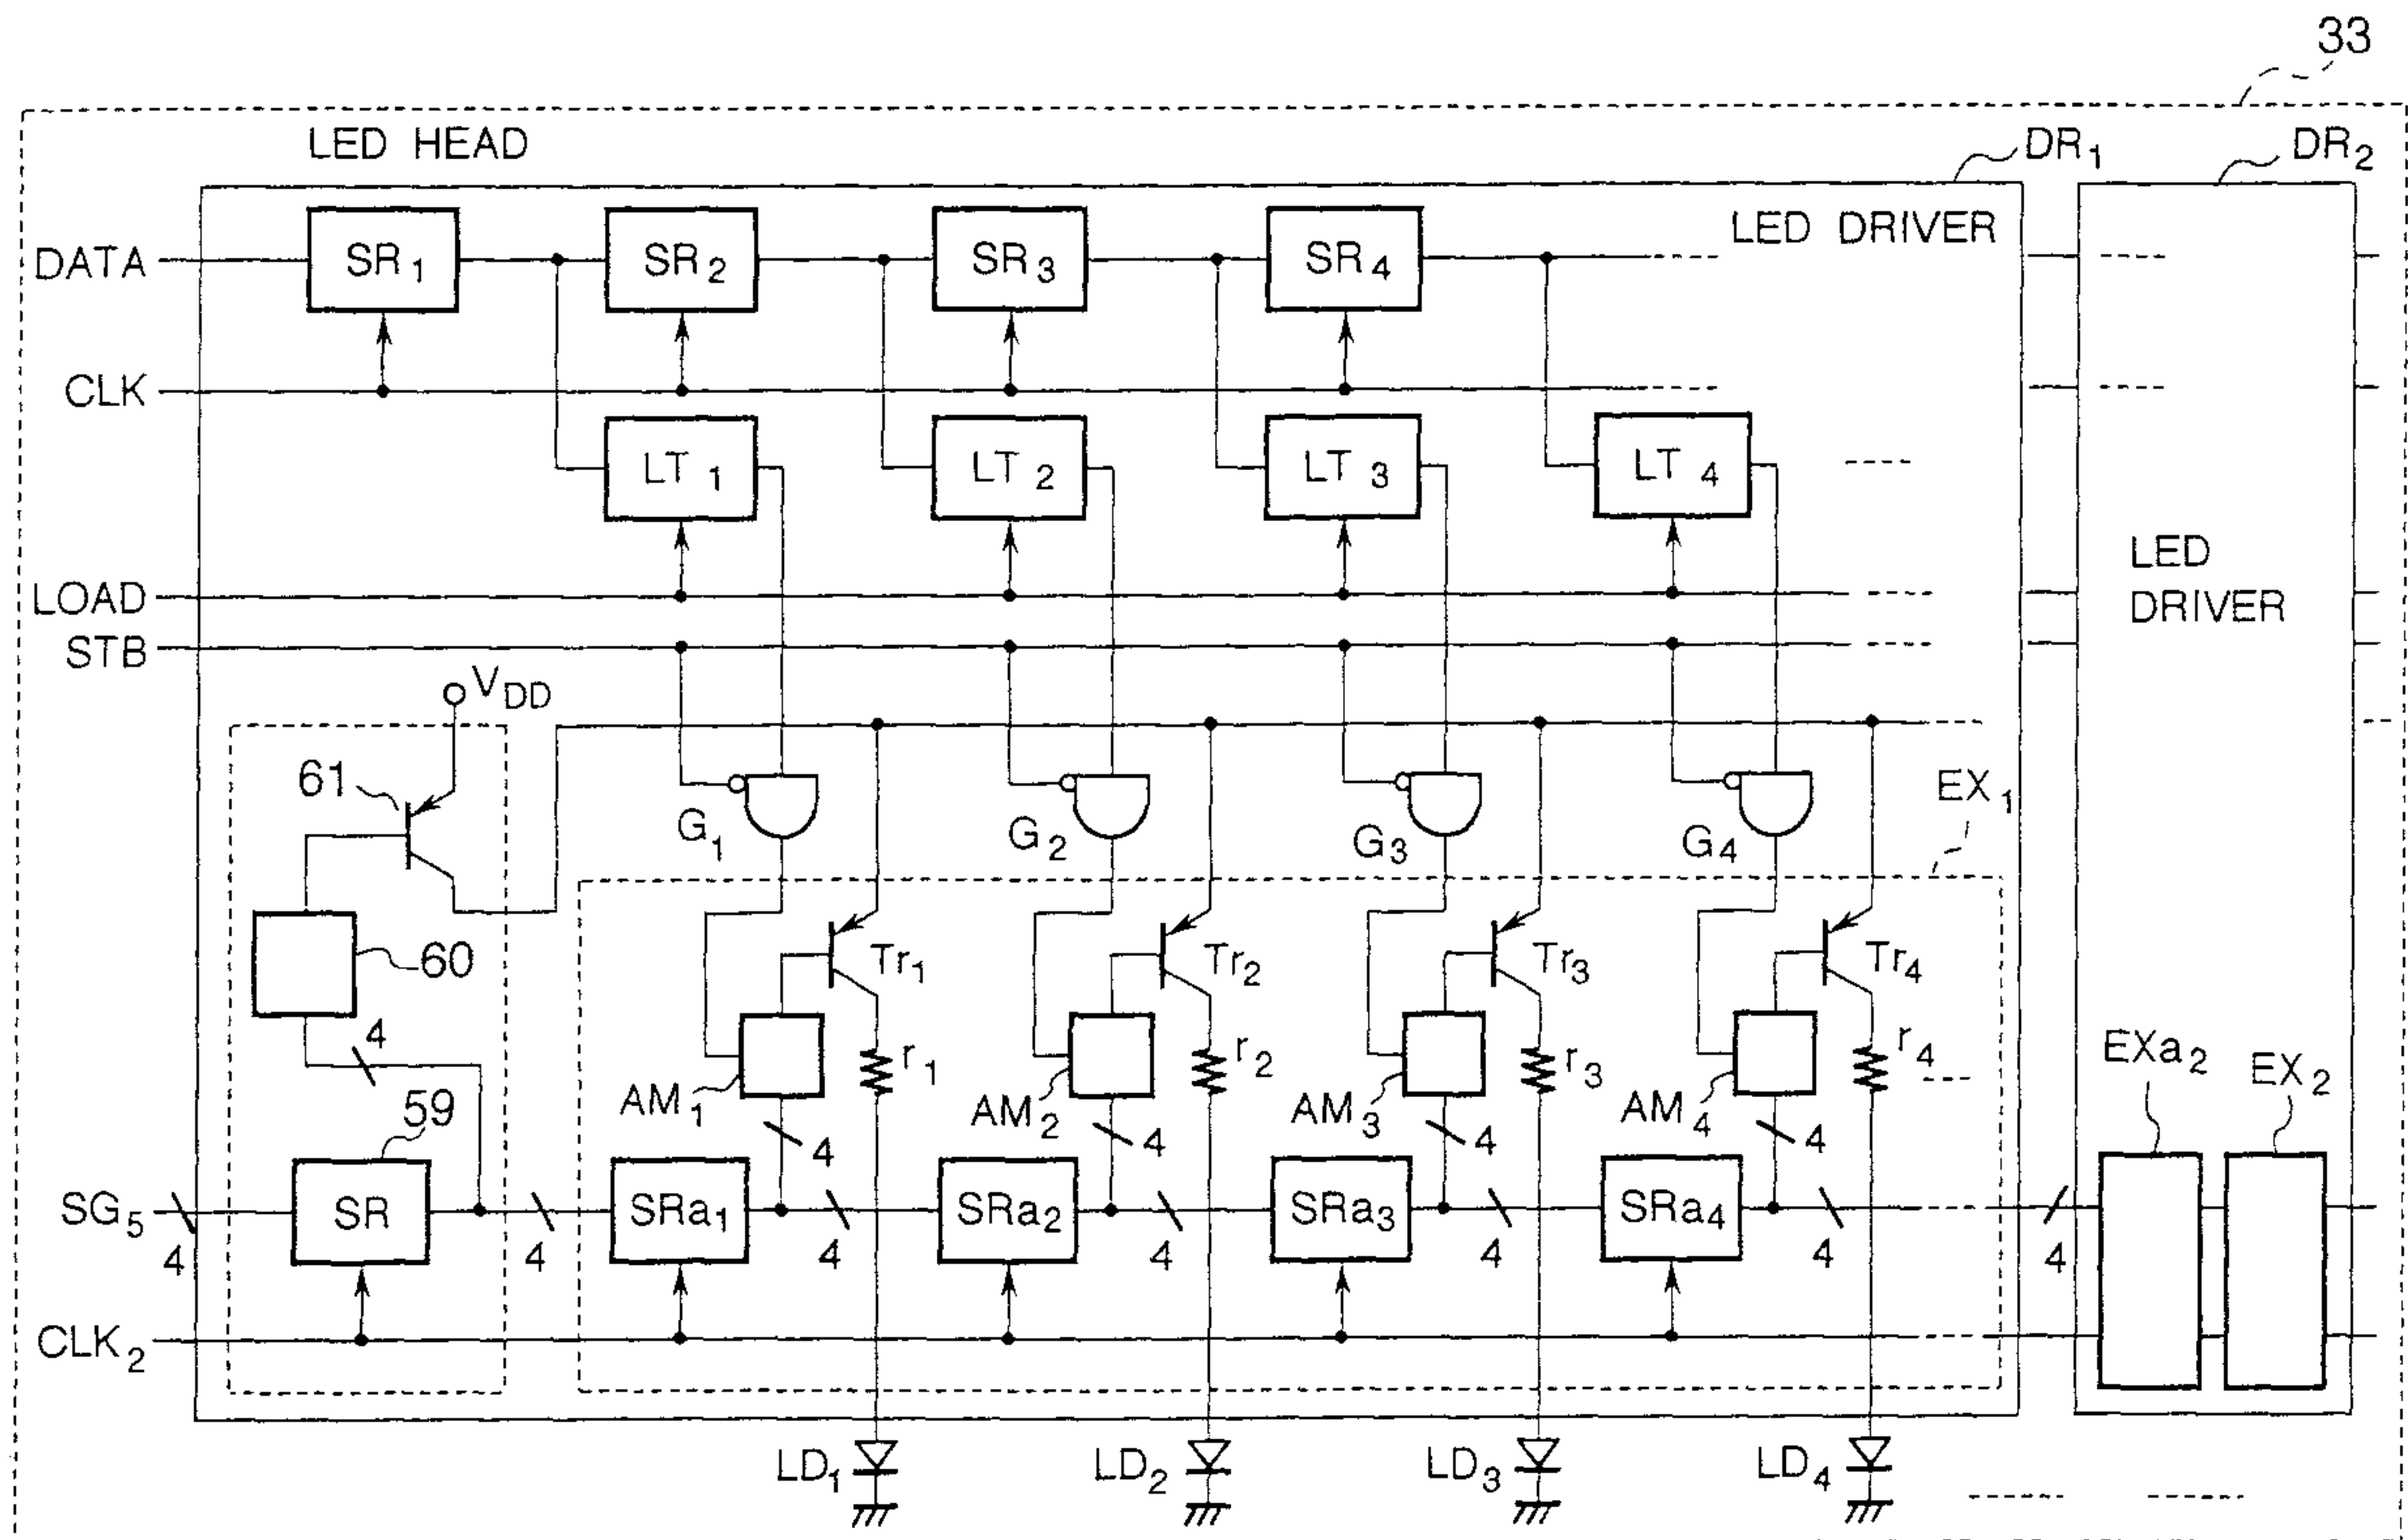 33
LED HEAD
DR1
DR2
LED DRIVER
DATA
SR1
SR2
SR3
SR4
CLK
LT1
LT2
LT3
LT4
LED
DRIVER
LOAD
STB
VDD
61
G1
G2
G3
G4
EX1
60
Tr1
Tr2
Tr3
Tr4
4
AM1
r1
AM2
r2
AM3
r3
AM4
r4
EXa2
EX2
59
4
4
4
4
SG5
4
SR
4
SRa1
4
SRa2
4
SRa3
4
SRa4
4
4
CLK2
LD1
LD2
LD3
LD4